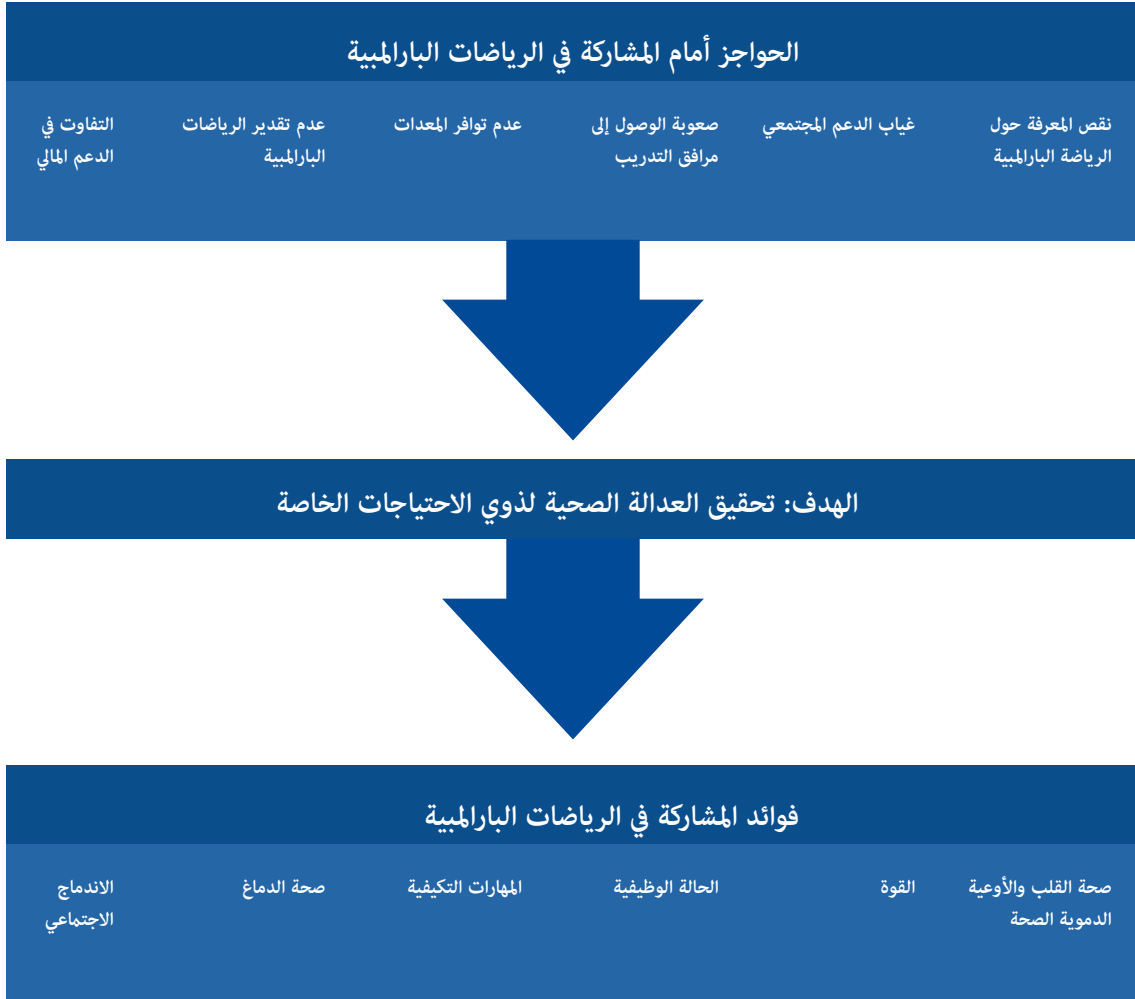 الحواجز أمام المشاركة في الرياضات البارالمبية
نقص المعرفة حول
الرياضة البارالمبية
غياب الدعم المجتمعي
صعوبة الوصول إلى
مرافق التدريب
عدم توافر المعدات
عدم تقدير الرياضات
البارالمبية
التفاوت في
الدعم المالي
الهدف: تحقيق العدالة الصحية لذوي الاحتياجات الخاصة
فوائد المشاركة في الرياضات البارالمبية
صحة القلب والأوعية
الدموية الصحة
القوة
الحالة الوظيفية
المهارات التكيفية
صحة الدماغ
الاندماج
الاجتماعي